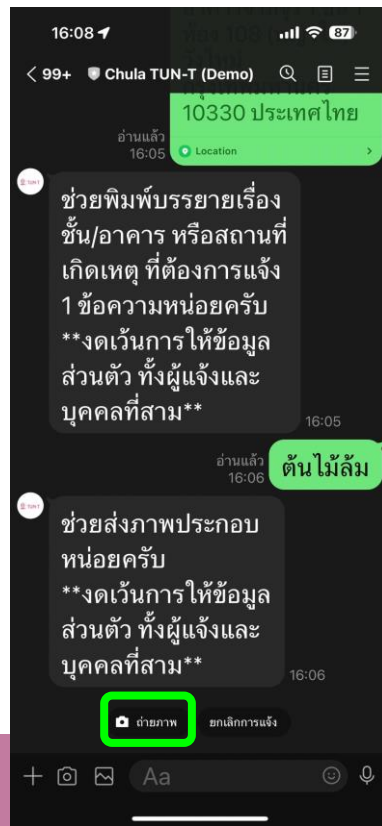 16:08
87
99+ Chula TUN-T (Demo)
10330 ประเทศไทย
อ่านแล้ว
16:05
Location
ช่วยพิมพ์บรรยายเรื่อง
ชั้น/อาคาร หรือสถานที่
เกิดเหตุ ที่ต้องการแจ้ง
1 ข้อความหน่อยครับ
**งดเว้นการให้ข้อมูล
ส่วนตัว ทั้งผู้แจ้งและ
บุคคลที่สาม**
16:05
อ่านแล้ว
16:06
ต้นไม้ล้ม
ช่วยส่งภาพประกอบ
หน่อยครับ
**งดเว้นการให้ข้อมูล
ส่วนตัว ทั้งผู้แจ้งและ
บุคคลที่สาม**
16:06
ถ่ายภาพ
ยกเลิกการแจ้ง
Aa